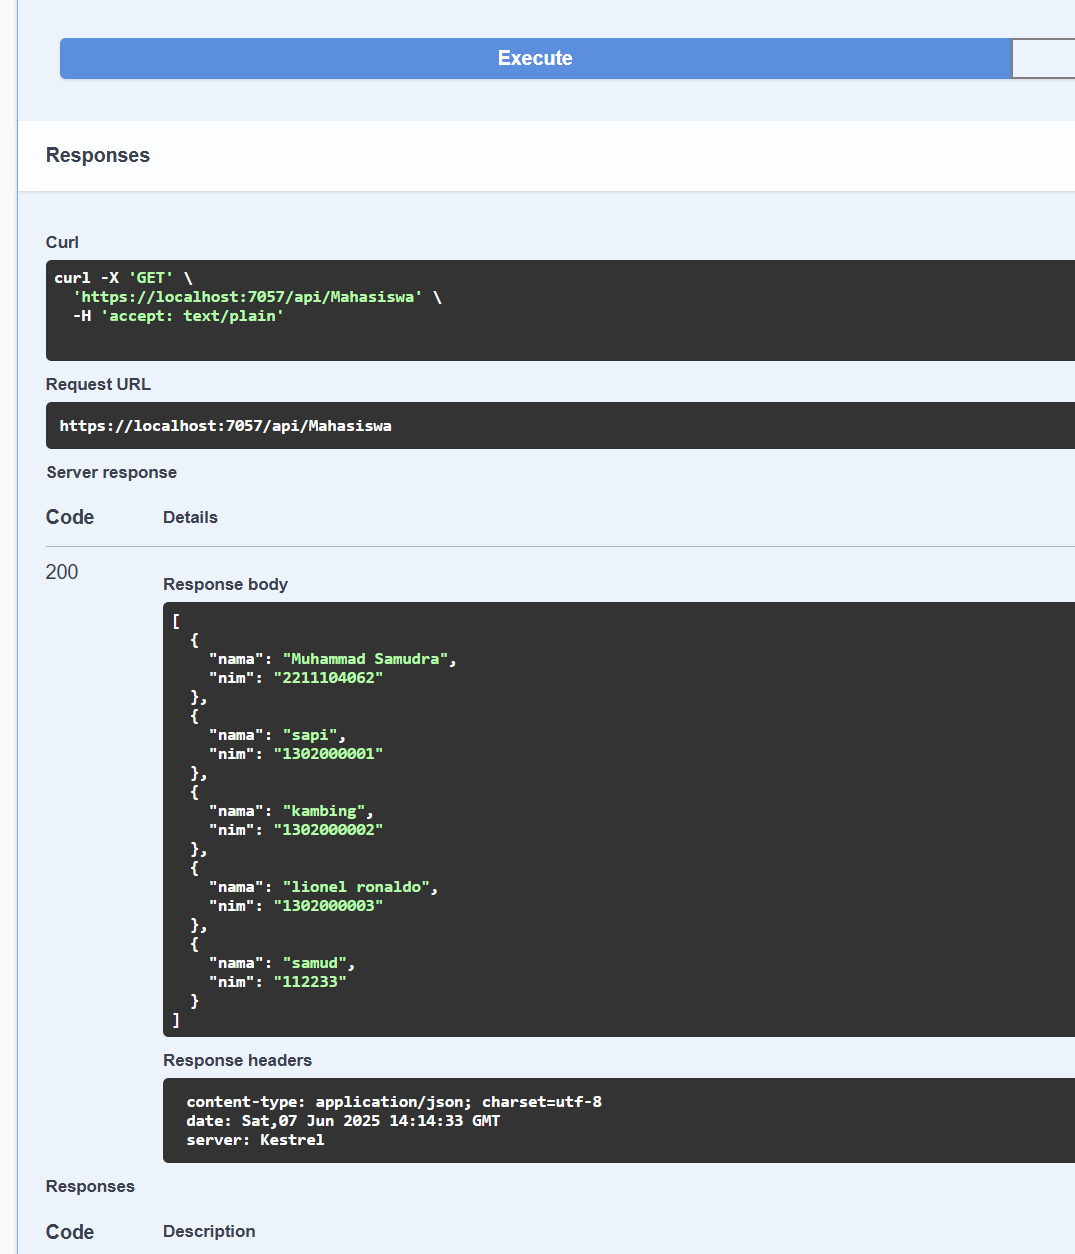 Execute
Responses
Curl
curl -X 'GET' \
  'https://localhost:7057/api/Mahasiswa' \
  -H 'accept: text/plain'
Request URL
https://localhost:7057/api/Mahasiswa
Server response
Code Details
200
Response body
[
  {
    "nama": "Muhammad Samudra",
    "nim": "2211104062"
  },
  {
    "nama": "sapi",
    "nim": "1302000001"
  },
  {
    "nama": "kambing",
    "nim": "1302000002"
  },
  {
    "nama": "lionel ronaldo",
    "nim": "1302000003"
  },
  {
    "nama": "samud",
    "nim": "112233"
  }
]
Response headers
content-type: application/json; charset=utf-8
date: Sat,07 Jun 2025 14:14:33 GMT
server: Kestrel
Responses
Code Description